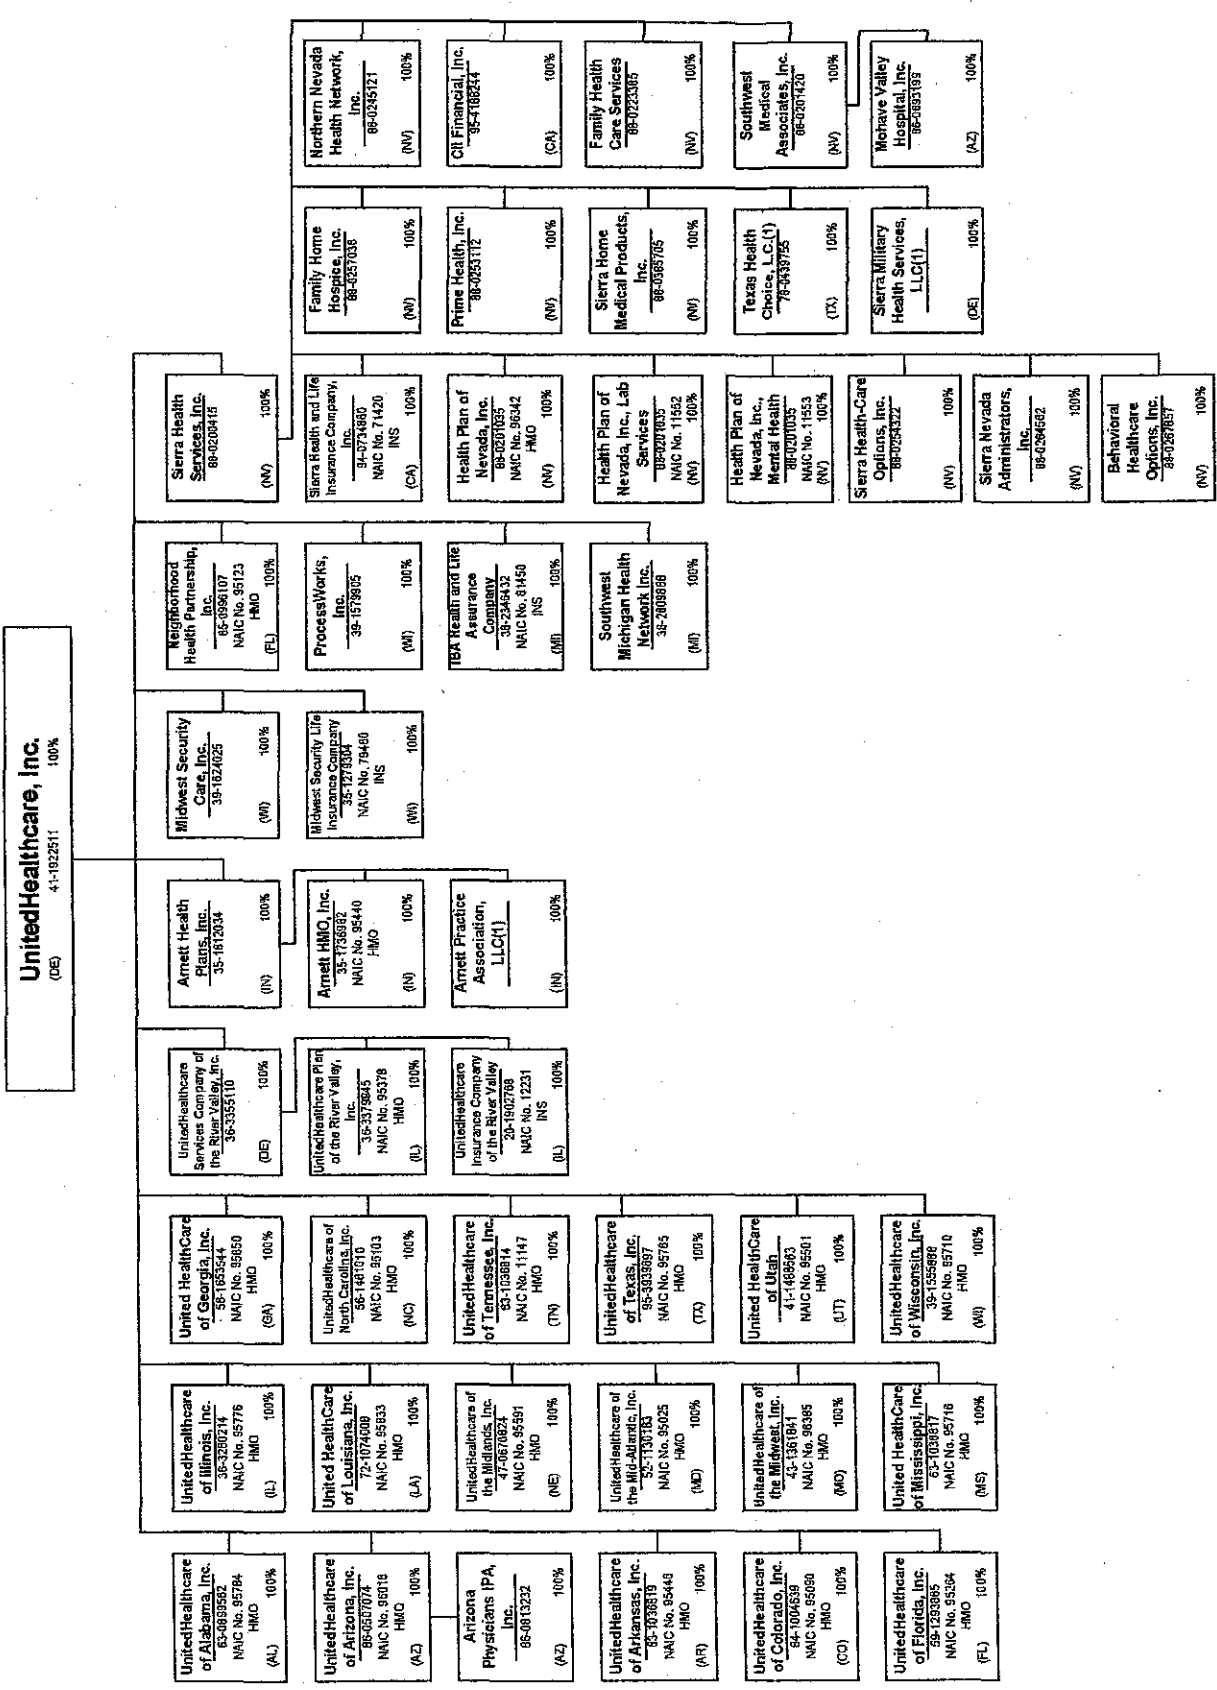 UnitedHealthcare, Inc.
(DE) 41-1922511 100%
UnitedHealthcare
of Alabama, Inc.
63-0899562
NAIC No. 95784
HMO
(AL) 100%
UnitedHealthcare
of Arizona, Inc.
86-0507074
NAIC No. 96016
HMO
(AZ) 100%
Arizona
Physicians IPA,
Inc.
86-0813232
(AZ) 100%
UnitedHealthcare
of Arkansas, Inc.
63-1036819
NAIC No. 95446
HMO
(AR) 100%
UnitedHealthcare
of Colorado, Inc.
84-1004639
NAIC No. 95090
HMO
(CO) 100%
UnitedHealthcare
of Florida, Inc.
59-1293865
NAIC No. 95264
HMO
(FL) 100%
UnitedHealthcare
of Illinois, Inc.
36-3280214
NAIC No. 95776
HMO
(IL) 100%
United HealthCare
of Louisiana, Inc.
72-1074008
NAIC No. 95833
HMO
(LA) 100%
UnitedHealthcare of
the Midlands, Inc.
47-0676824
NAIC No. 95591
HMO
(NE) 100%
UnitedHealthcare of
the Mid-Atlantic, Inc.
52-1130183
NAIC No. 95025
HMO
(MD) 100%
UnitedHealthcare of
the Midwest, Inc.
43-1361841
NAIC No. 96385
HMO
(MO) 100%
United HealthCare
of Mississippi, Inc.
63-1036817
NAIC No. 95716
HMO
(MS) 100%
United HealthCare
of Georgia, Inc.
58-1653544
NAIC No. 95850
HMO
(GA) 100%
UnitedHealthcare of
North Carolina, Inc.
56-1461010
NAIC No. 95103
HMO
(NC) 100%
UnitedHealthcare
of Tennessee, Inc.
63-1036814
NAIC No. 11147
HMO
(TN) 100%
UnitedHealthcare
of Texas, Inc.
95-3939697
NAIC No. 95765
HMO
(TX) 100%
United HealthCare
of Utah
41-1488563
NAIC No. 95501
HMO
(UT) 100%
UnitedHealthcare
of Wisconsin, Inc.
39-1555888
NAIC No. 95710
HMO
(WI) 100%
UnitedHealthcare
Services Company of
the River Valley, Inc.
36-3355110
(DE) 100%
UnitedHealthcare Plan
of the River Valley,
Inc.
36-3379945
NAIC No. 95378
HMO
(IL) 100%
UnitedHealthcare
Insurance Company
of the River Valley
20-1902768
NAIC No. 12231
INS
(IL) 100%
Arnett Health
Plans, Inc.
35-1812034
(IN) 100%
Arnett HMO, Inc.
35-1736982
NAIC No. 95440
HMO
(IN) 100%
Arnett Practice
Association,
LLC(1)
(IN) 100%
Midwest Security
Care, Inc.
39-1624025
(WI) 100%
Midwest Security Life
Insurance Company
35-1279304
NAIC No. 79480
INS
(WI) 100%
Neighborhood
Health Partnership,
Inc.
65-0996107
NAIC No. 95123
HMO
(FL) 100%
ProcessWorks,
Inc.
39-1579905
(WI) 100%
IBA Health and Life
Assurance
Company
38-2346432
NAIC No. 81450
INS
(MI) 100%
Southwest
Michigan Health
Network Inc.
38-2609888
(MI) 100%
Sierra Health
Services, Inc.
88-0200415
(NV) 100%
Sierra Health and Life
Insurance Company,
Inc.
94-0734860
NAIC No. 71420
INS
(CA) 100%
Health Plan of
Nevada, Inc.
88-0201035
NAIC No. 96342
HMO
(NV) 100%
Health Plan of
Nevada, Inc., Lab
Services
88-0201035
NAIC No. 11552
(NV) 100%
Health Plan of
Nevada, Inc.,
Mental Health
88-0201035
NAIC No. 11553
(NV) 100%
Sierra Health-Care
Options, Inc.
88-0254322
(NV) 100%
Sierra Nevada
Administrators,
Inc.
88-0264562
(NV) 100%
Behavioral
Healthcare
Options, Inc.
88-0267857
(NV) 100%
Family Home
Hospice, Inc.
88-0257036
(NV) 100%
Prime Health, Inc.
88-0253112
(NV) 100%
Sierra Home
Medical Products,
Inc.
88-0385705
(NV) 100%
Texas Health
Choice, L.C.(1)
76-0439755
(TX) 100%
Sierra Military
Health Services,
LLC(1)
(DE) 100%
Northern Nevada
Health Network,
Inc.
88-0245121
(NV) 100%
CII Financial, Inc.
95-4188244
(CA) 100%
Family Health
Care Services
88-0223385
(NV) 100%
Southwest
Medical
Associates, Inc.
88-0201420
(NV) 100%
Mohave Valley
Hospital, Inc.
86-0693195
(AZ) 100%